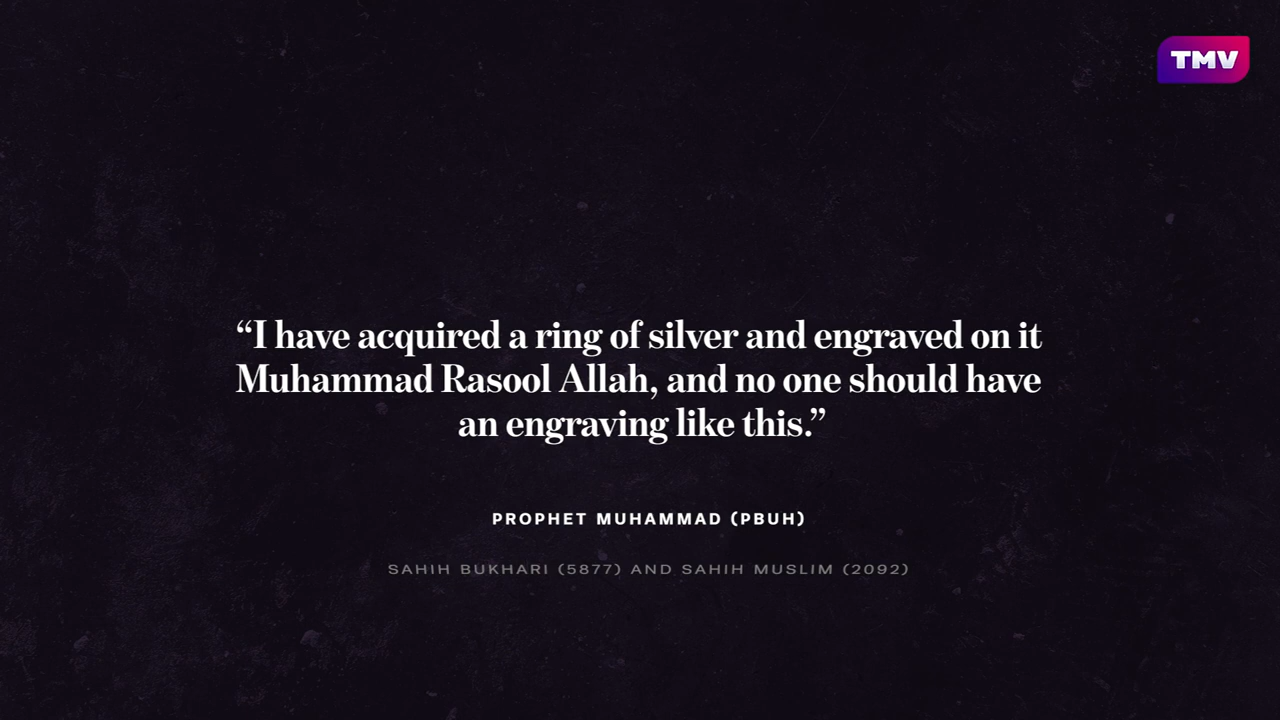 TMV
“I have acquired a ring of silver and engraved on it
Muhammad Rasool Allah, and no one should have
an engraving like this.”
PROPHET MUHAMMAD (PBUH)
SAHIH BUKHARI (5877) AND SAHIH MUSLIM (2092)